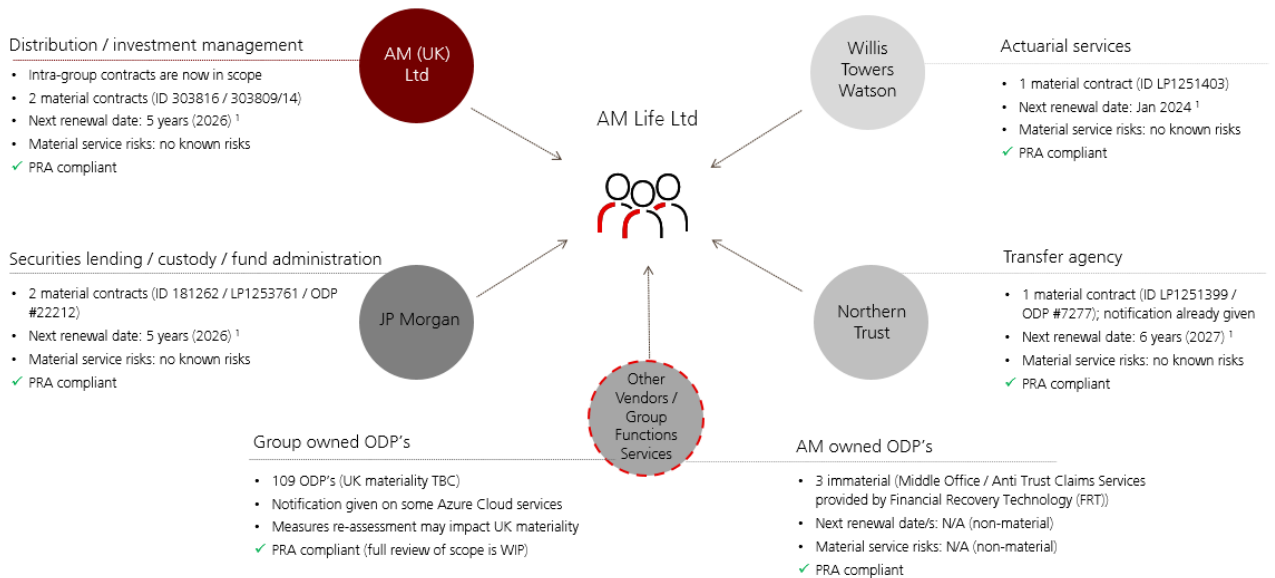 Distribution / investment management
• Intra-group contracts are now in scope
• 2 material contracts (ID 303816 / 303809/14)
• Next renewal date: 5 years (2026) ¹
• Material service risks: no known risks
✓ PRA compliant
AM (UK)
Ltd
AM Life Ltd
Willis
Towers
Watson
Actuarial services
• 1 material contract (ID LP1251403)
• Next renewal date: Jan 2024 ¹
• Material service risks: no known risks
✓ PRA compliant
Securities lending / custody / fund administration
• 2 material contracts (ID 181262 / LP1253761 / ODP
#22212)
• Next renewal date: 5 years (2026) ¹
• Material service risks: no known risks
✓ PRA compliant
JP Morgan
Northern
Trust
Transfer agency
• 1 material contract (ID LP1251399 /
ODP #7277); notification already given
• Next renewal date: 6 years (2027) ¹
• Material service risks: no known risks
✓ PRA compliant
Other
Vendors /
Group
Functions
Services
Group owned ODP's
• 109 ODP's (UK materiality TBC)
• Notification given on some Azure Cloud services
• Measures re-assessment may impact UK materiality
✓ PRA compliant (full review of scope is WIP)
AM owned ODP's
• 3 immaterial (Middle Office / Anti Trust Claims Services
provided by Financial Recovery Technology (FRT))
• Next renewal date/s: N/A (non-material)
• Material service risks: N/A (non-material)
✓ PRA compliant